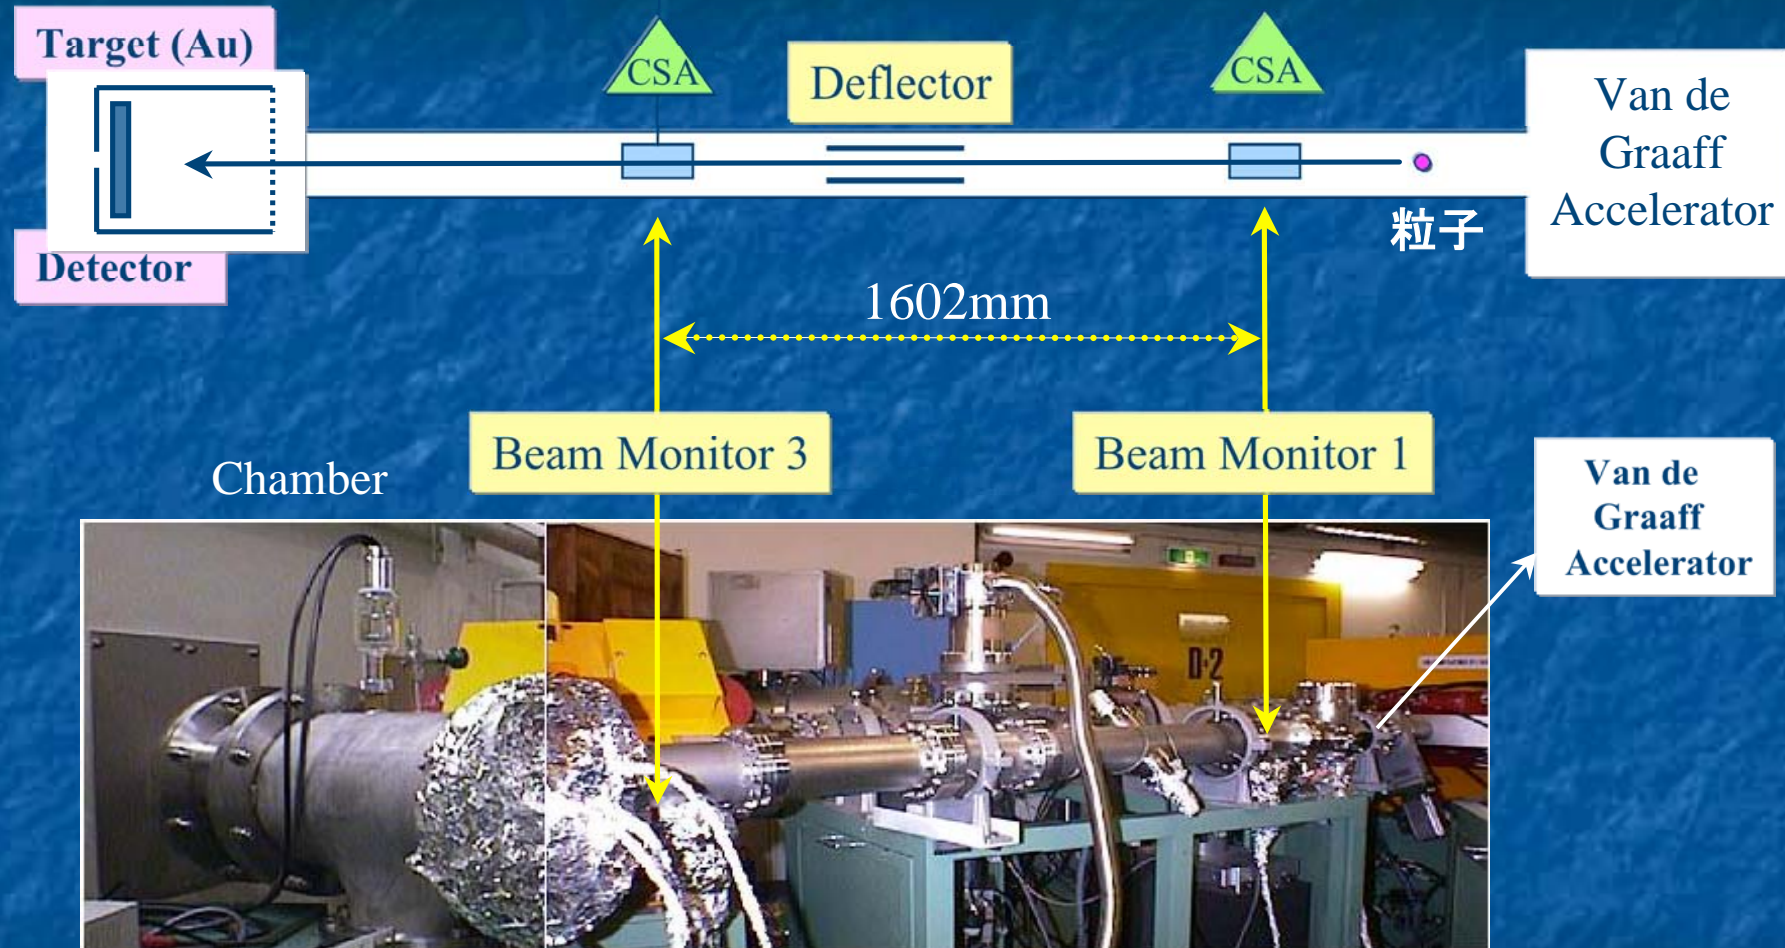 Target (Au)
CSA
Deflector
CSA
Van de
Graaff
Accelerator
粒子
Detector
1602mm
Beam Monitor 3
Beam Monitor 1
Chamber
Van de
Graaff
Accelerator
D-2